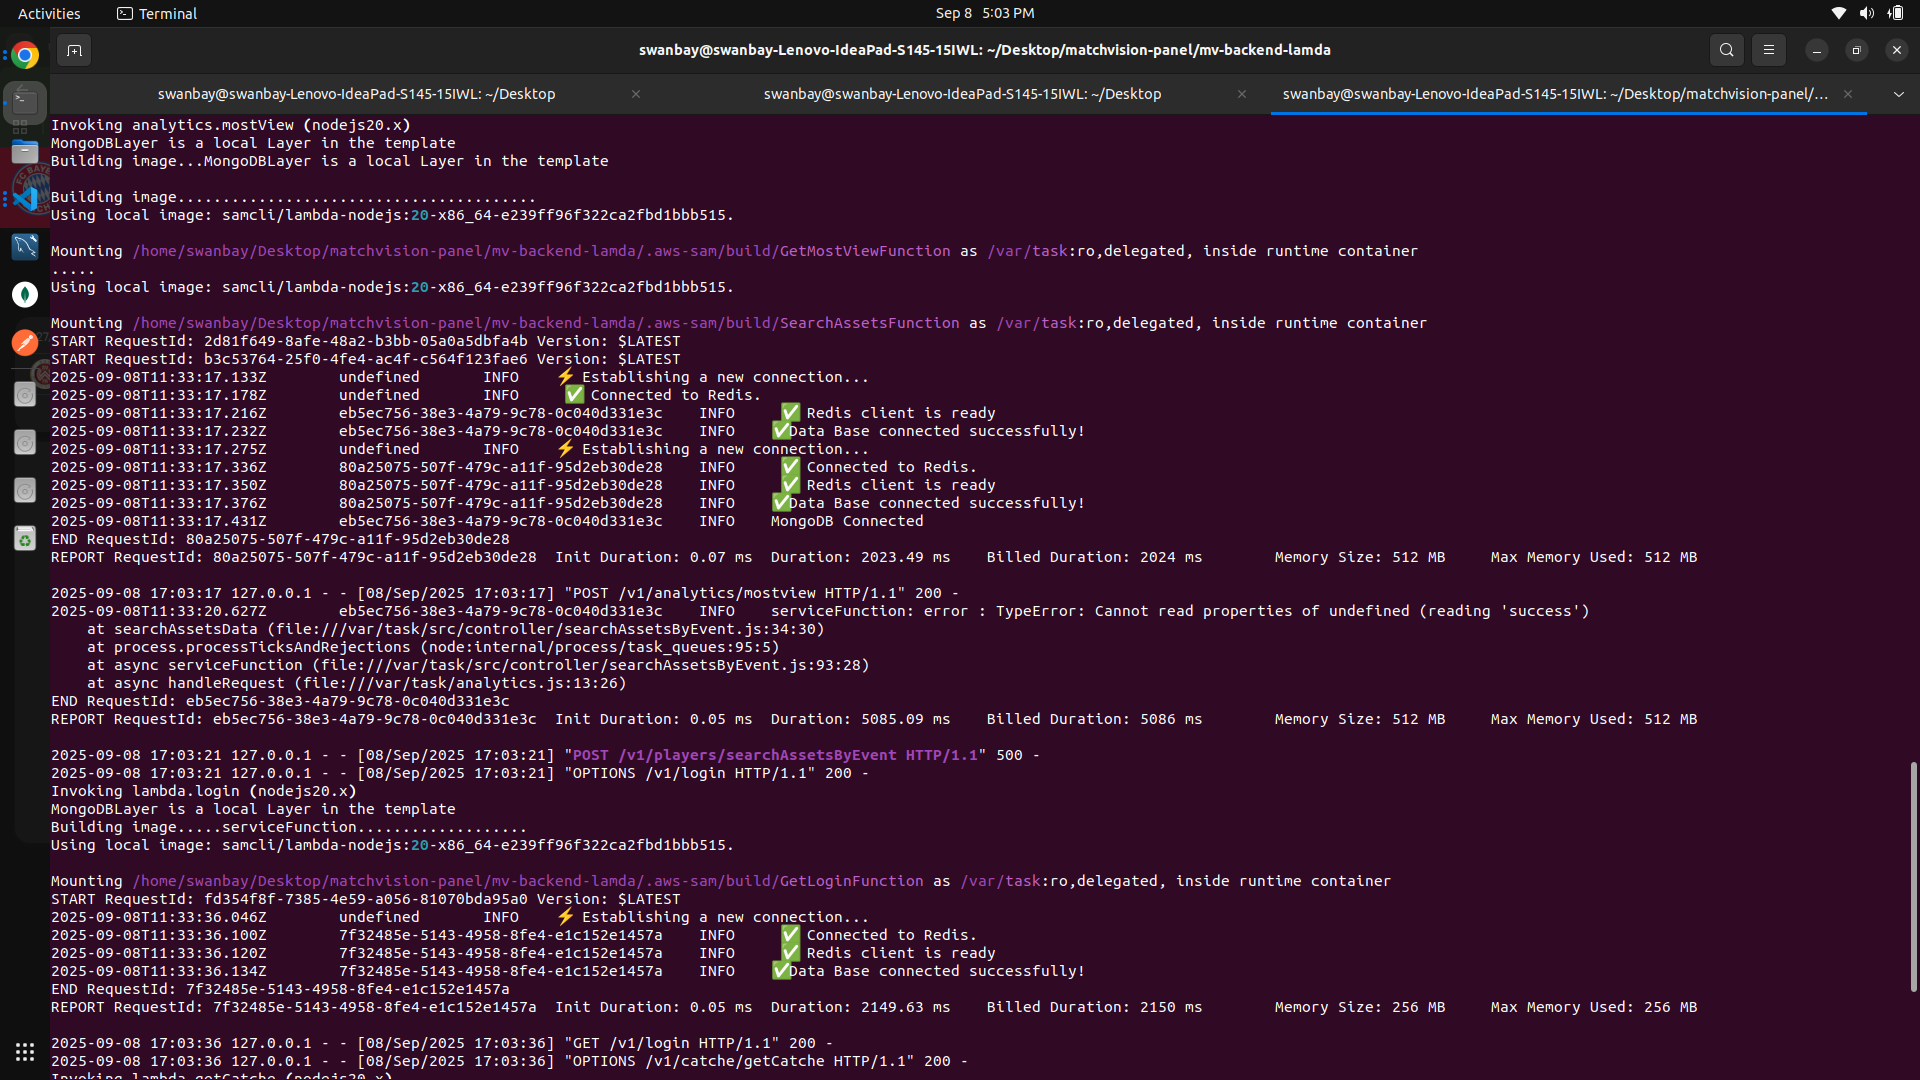 Activities
Terminal
Sep 8 5:03 PM
swanbay@swanbay-Lenovo-IdeaPad-S145-15IWL: ~/Desktop/matchvision-panel/mv-backend-lamda
swanbay@swanbay-Lenovo-IdeaPad-S145-15IWL: ~/Desktop
swanbay@swanbay-Lenovo-IdeaPad-S145-15IWL: ~/Desktop
swanbay@swanbay-Lenovo-IdeaPad-S145-15IWL: ~/Desktop/matchvision-panel/...
Invoking analytics.mostView (nodejs20.x)
MongoDBLayer is a local Layer in the template
Building image...MongoDBLayer is a local Layer in the template
Building image........................................
Using local image: samcli/lambda-nodejs:20-x86_64-e239ff96f322ca2fbd1bbb515.
Mounting /home/swanbay/Desktop/matchvision-panel/mv-backend-lamda/.aws-sam/build/GetMostViewFunction as /var/task:ro,delegated, inside runtime container
.....
Using local image: samcli/lambda-nodejs:20-x86_64-e239ff96f322ca2fbd1bbb515.
Mounting /home/swanbay/Desktop/matchvision-panel/mv-backend-lamda/.aws-sam/build/SearchAssetsFunction as /var/task:ro,delegated, inside runtime container
START RequestId: 2d81f649-8afe-48a2-b3bb-05a0a5dbfa4b Version: $LATEST
START RequestId: b3c53764-25f0-4fe4-ac4f-c564f123fae6 Version: $LATEST
2025-09-08T11:33:17.133Z undefined INFO ⚡ Establishing a new connection...
2025-09-08T11:33:17.178Z undefined INFO ✅ Connected to Redis.
2025-09-08T11:33:17.216Z eb5ec756-38e3-4a79-9c78-0c040d331e3c INFO ✅ Redis client is ready
2025-09-08T11:33:17.232Z eb5ec756-38e3-4a79-9c78-0c040d331e3c INFO ✅Data Base connected successfully!
2025-09-08T11:33:17.275Z undefined INFO ⚡ Establishing a new connection...
2025-09-08T11:33:17.336Z 80a25075-507f-479c-a11f-95d2eb30de28 INFO ✅ Connected to Redis.
2025-09-08T11:33:17.350Z 80a25075-507f-479c-a11f-95d2eb30de28 INFO ✅ Redis client is ready
2025-09-08T11:33:17.376Z 80a25075-507f-479c-a11f-95d2eb30de28 INFO ✅Data Base connected successfully!
2025-09-08T11:33:17.431Z eb5ec756-38e3-4a79-9c78-0c040d331e3c INFO MongoDB Connected
END RequestId: 80a25075-507f-479c-a11f-95d2eb30de28
REPORT RequestId: 80a25075-507f-479c-a11f-95d2eb30de28 Init Duration: 0.07 ms Duration: 2023.49 ms Billed Duration: 2024 ms Memory Size: 512 MB Max Memory Used: 512 MB
2025-09-08 17:03:17 127.0.0.1 - - [08/Sep/2025 17:03:17] "POST /v1/analytics/mostview HTTP/1.1" 200 -
2025-09-08T11:33:20.627Z eb5ec756-38e3-4a79-9c78-0c040d331e3c INFO serviceFunction: error : TypeError: Cannot read properties of undefined (reading 'success')
at searchAssetsData (file:///var/task/src/controller/searchAssetsByEvent.js:34:30)
at process.processTicksAndRejections (node:internal/process/task_queues:95:5)
at async serviceFunction (file:///var/task/src/controller/searchAssetsByEvent.js:93:28)
at async handleRequest (file:///var/task/analytics.js:13:26)
END RequestId: eb5ec756-38e3-4a79-9c78-0c040d331e3c
REPORT RequestId: eb5ec756-38e3-4a79-9c78-0c040d331e3c Init Duration: 0.05 ms Duration: 5085.09 ms Billed Duration: 5086 ms Memory Size: 512 MB Max Memory Used: 512 MB
2025-09-08 17:03:21 127.0.0.1 - - [08/Sep/2025 17:03:21] "POST /v1/players/searchAssetsByEvent HTTP/1.1" 500 -
2025-09-08 17:03:21 127.0.0.1 - - [08/Sep/2025 17:03:21] "OPTIONS /v1/login HTTP/1.1" 200 -
Invoking lambda.login (nodejs20.x)
MongoDBLayer is a local Layer in the template
Building image.....serviceFunction...................
Using local image: samcli/lambda-nodejs:20-x86_64-e239ff96f322ca2fbd1bbb515.
Mounting /home/swanbay/Desktop/matchvision-panel/mv-backend-lamda/.aws-sam/build/GetLoginFunction as /var/task:ro,delegated, inside runtime container
START RequestId: fd354f8f-7385-4e59-a056-81070bda95a0 Version: $LATEST
2025-09-08T11:33:36.046Z undefined INFO ⚡ Establishing a new connection...
2025-09-08T11:33:36.100Z 7f32485e-5143-4958-8fe4-e1c152e1457a INFO ✅ Connected to Redis.
2025-09-08T11:33:36.120Z 7f32485e-5143-4958-8fe4-e1c152e1457a INFO ✅ Redis client is ready
2025-09-08T11:33:36.134Z 7f32485e-5143-4958-8fe4-e1c152e1457a INFO ✅Data Base connected successfully!
END RequestId: 7f32485e-5143-4958-8fe4-e1c152e1457a
REPORT RequestId: 7f32485e-5143-4958-8fe4-e1c152e1457a Init Duration: 0.05 ms Duration: 2149.63 ms Billed Duration: 2150 ms Memory Size: 256 MB Max Memory Used: 256 MB
2025-09-08 17:03:36 127.0.0.1 - - [08/Sep/2025 17:03:36] "GET /v1/login HTTP/1.1" 200 -
2025-09-08 17:03:36 127.0.0.1 - - [08/Sep/2025 17:03:36] "OPTIONS /v1/catche/getCatche HTTP/1.1" 200 -
Invoking lambda.getCatche (nodejs20.x)